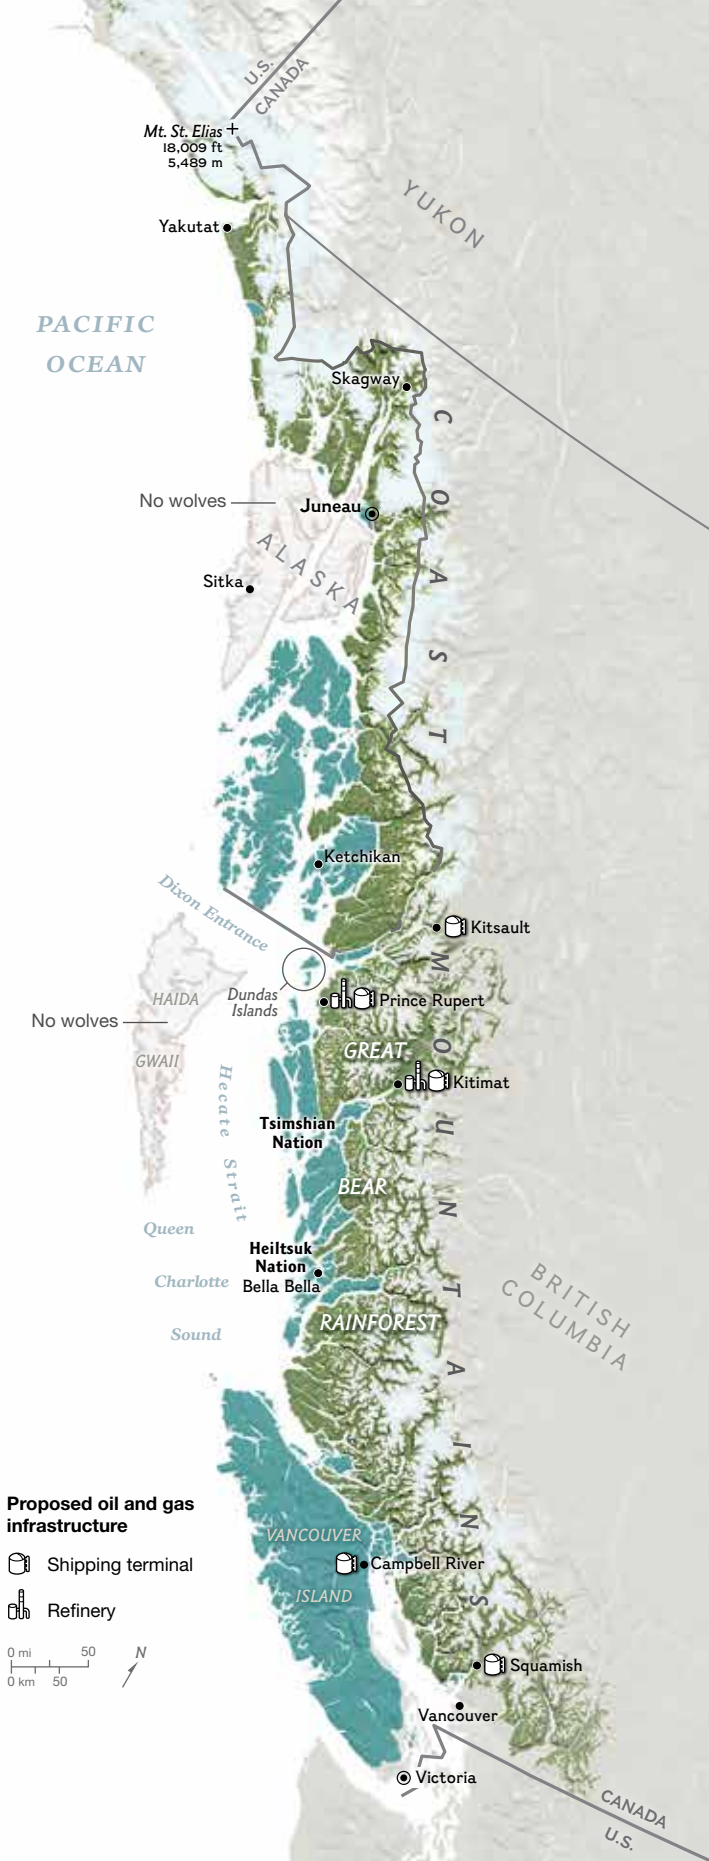 U.S.
CANADA
Mt. St. Elias
18,009 ft
5,489 m
YUKON
Yakutat
PACIFIC
OCEAN
Skagway
COAST MOUNTAINS
No wolves
Juneau
ALASKA
Sitka
Ketchikan
Dixon Entrance
Kitsault
Dundas
Islands
HAIDA
GWAII
Prince Rupert
No wolves
GREAT
Kitimat
Hecate Strait
Tsimshian
Nation
BEAR
Queen
Charlotte
Sound
Heiltsuk
Nation
Bella Bella
BRITISH
COLUMBIA
RAINFOREST
Proposed oil and gas
infrastructure
Shipping terminal
Refinery
0 mi 50
0 km 50
N
VANCOUVER
ISLAND
Campbell River
Squamish
Vancouver
Victoria
CANADA
U.S.